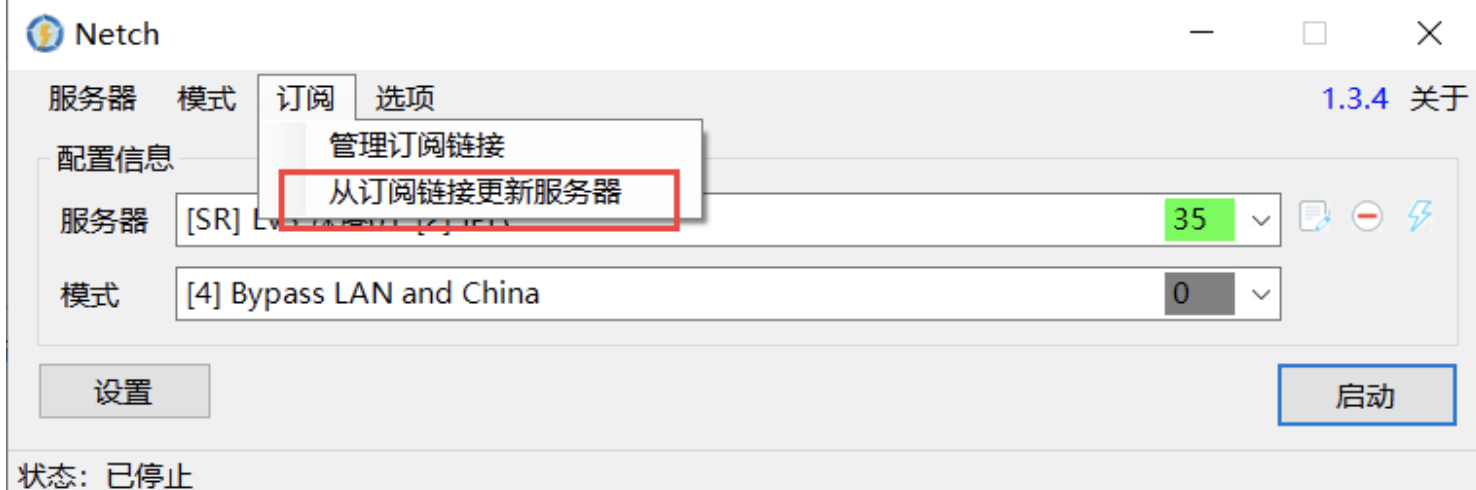 Netch
服务器 模式 订阅 选项 1.3.4 关于
管理订阅链接
配置信息
从订阅链接更新服务器
服务器 [SR] 35
模式 [4] Bypass LAN and China 0
设置 启动
状态：已停止